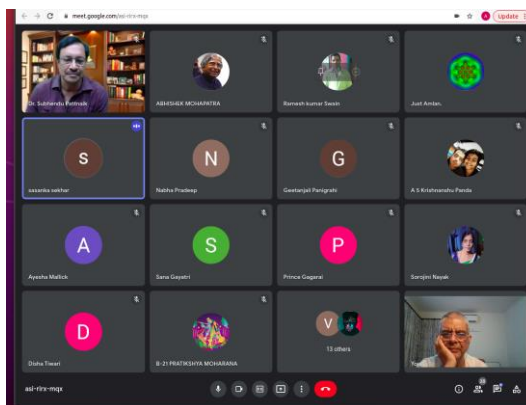 meet.google.com/asi-rirx-mqx
A
Update
Dr. Subhendu Pattnaik
ABHISHEK MOHAPATRA
Ramesh kumar Swain
Just Amlan.
S
sasanka sekhar
N
Nabha Pradeep
G
Geetanjali Panigrahi
A S Krishnanshu Panda
A
Ayesha Mallick
S
Sana Gayatri
P
Prince Gagarai
Sorojini Nayak
D
Disha Tiwari
B-21 PRATIKSHYA MOHARANA
V
13 others
asi-rirx-mqx